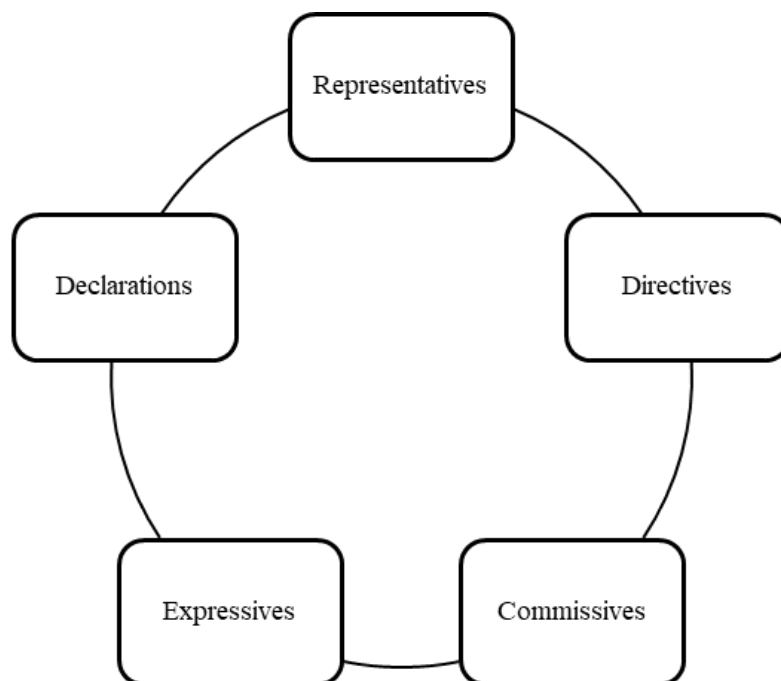 Representatives
Declarations
Directives
Expressives
Commissives